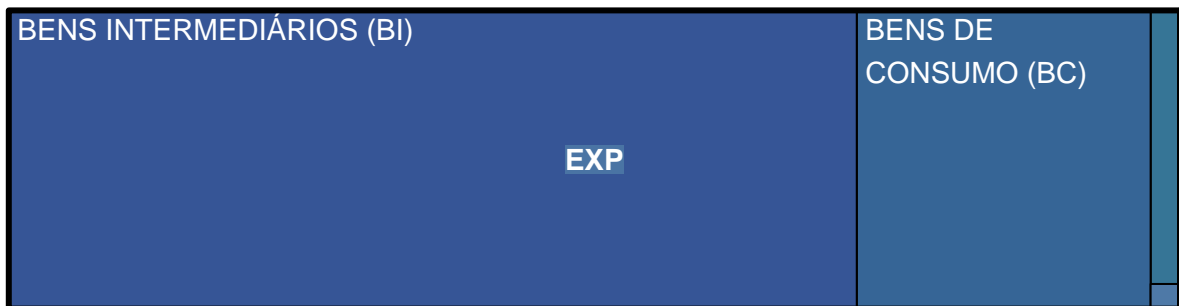 BENS INTERMEDIÁRIOS (BI)
BENS DE
CONSUMO (BC)
EXP